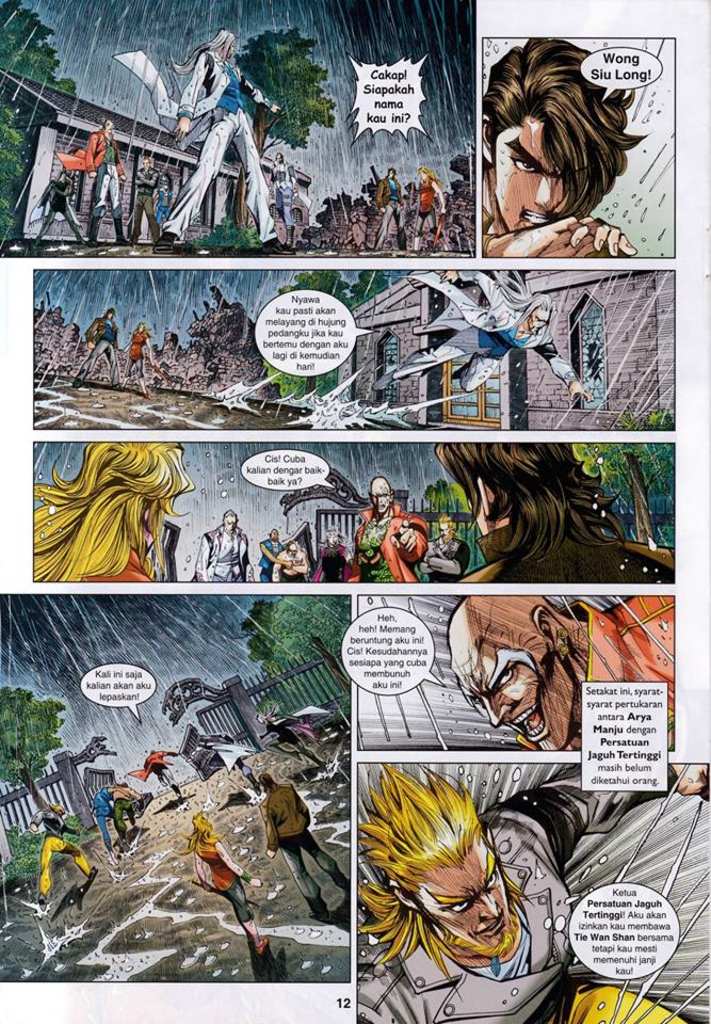 Cakap!
Siapakah
nama
kau ini?
Wong
Siu Long!
Nyawa
kau pasti akan
melayang di hujung
pedangku jika kau
bertemu dengan aku
lagi di kemudian
hari!
Cis! Cuba
kalian dengar baik-
baik ya?
Kali ini saja
kalian akan aku
lepaskan!
Heh,
heh! Memang
beruntung aku ini!
Cis! Kesudahannya
sesiapa yang cuba
membunuh
aku ini!
Setakat ini, syarat-
syarat pertukaran
antara Arya
Manju dengan
Persatuan
Jaguh Tertinggi
masih belum
diketahui orang.
Ketua
Persatuan Jaguh
Tertinggi! Aku akan
izinkan kau membawa
Tie Wan Shan bersama
tetapi kau mesti
memenuhi janji
kau!
12